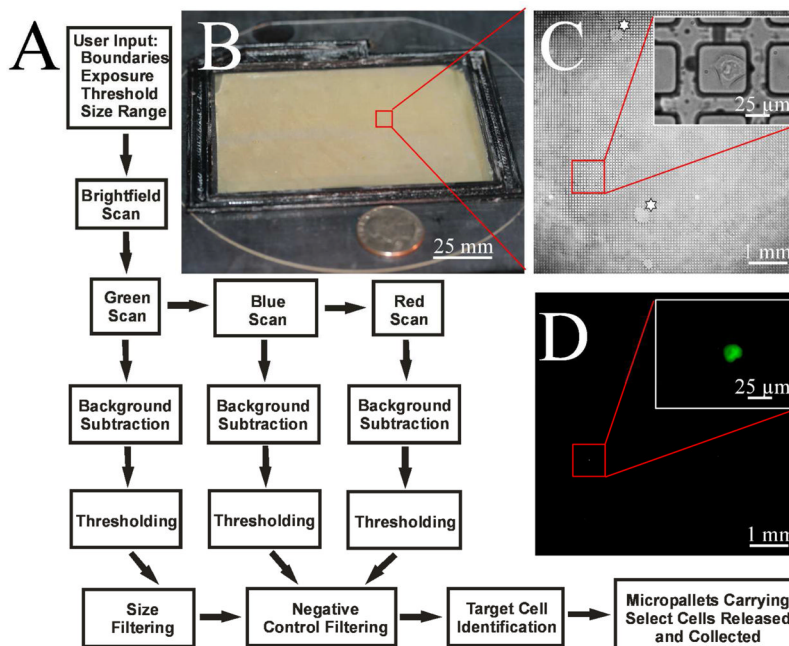 A
User Input:
Boundaries
Exposure
Threshold
Size Range
Brightfield
Scan
Green
Scan
Blue
Scan
Red
Scan
Background
Subtraction
Background
Subtraction
Background
Subtraction
Thresholding
Thresholding
Thresholding
Size
Filtering
Negative
Control Filtering
Target Cell
Identification
Micropallets Carrying
Select Cells Released
and Collected
B
25 mm
C
25 µm
1 mm
D
25 µm
1 mm